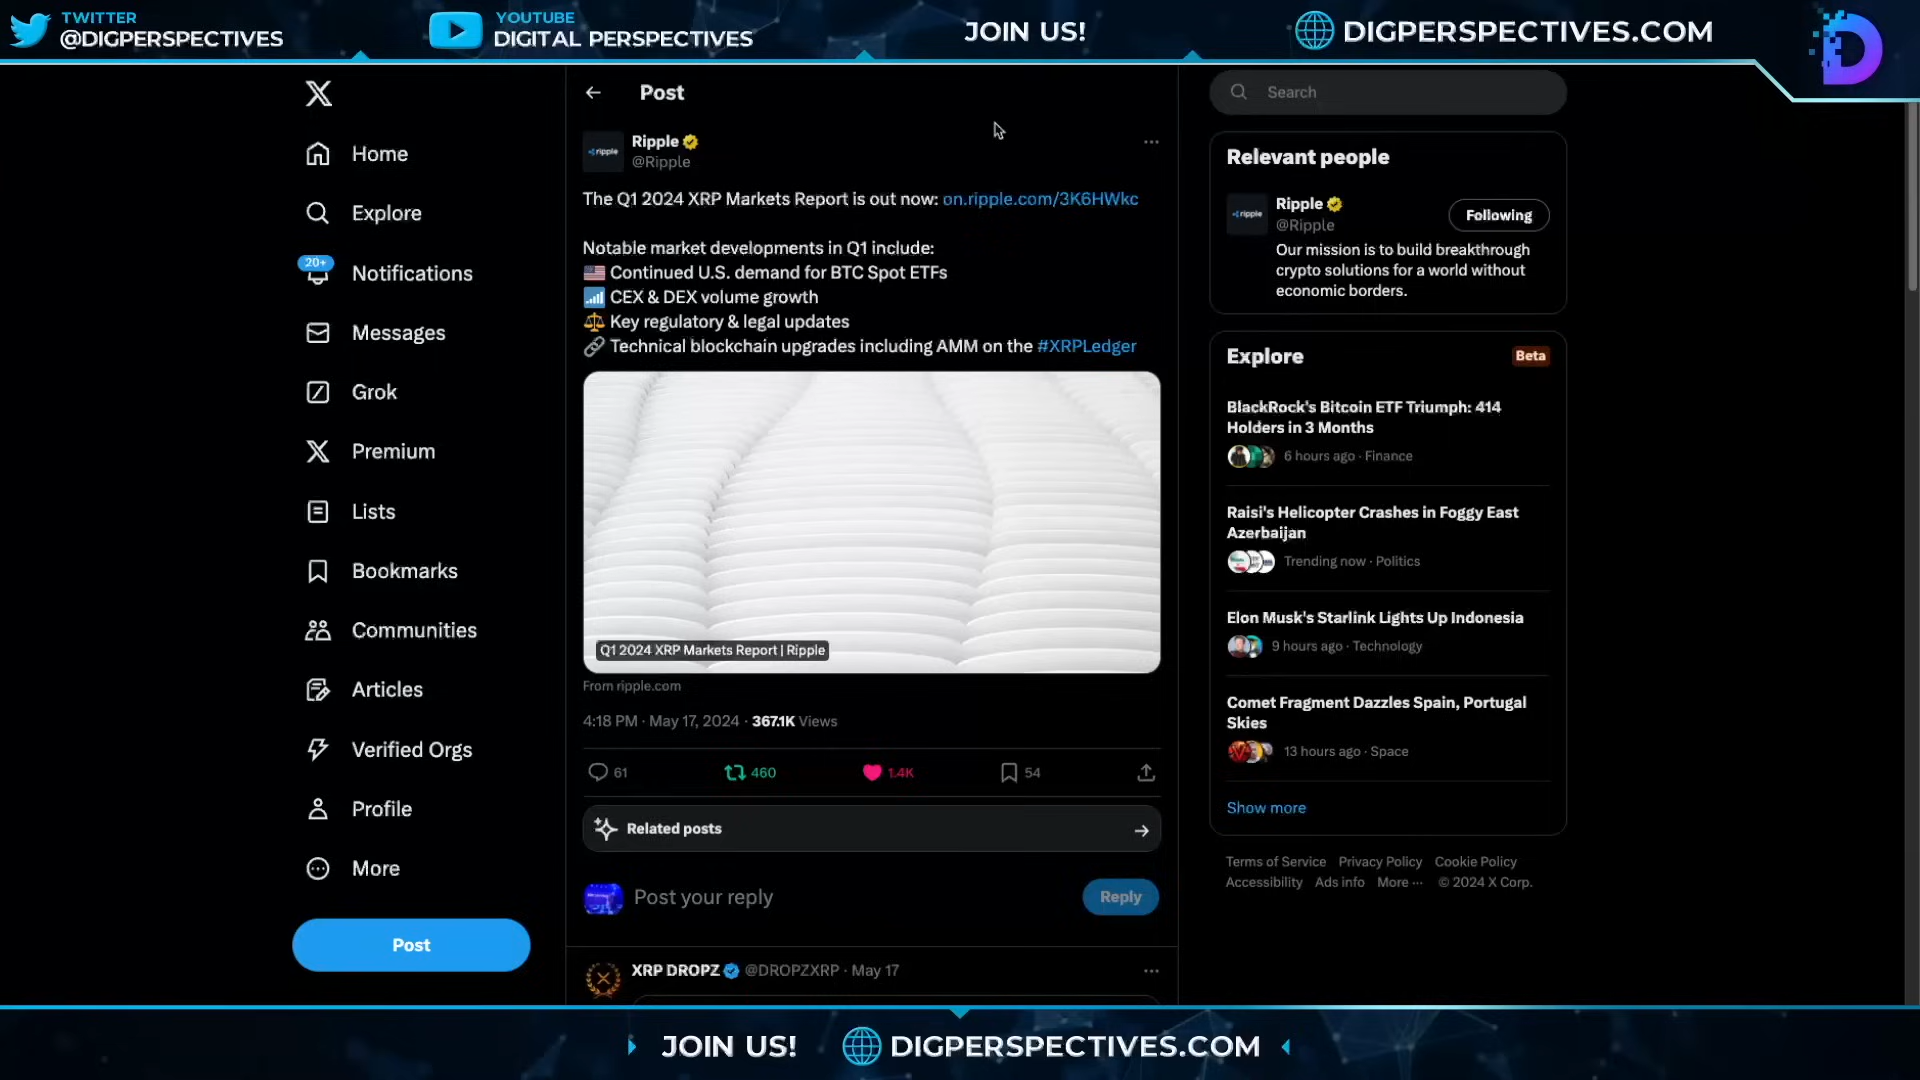 TWITTER
@DIGPERSPECTIVES
YOUTUBE
DIGITAL PERSPECTIVES
JOIN US!
DIGPERSPECTIVES.COM
Home
Explore
20+
Notifications
Messages
Grok
Premium
Lists
Bookmarks
Communities
Articles
Verified Orgs
Profile
More
Post
Post
ripple
Ripple
@Ripple
The Q1 2024 XRP Markets Report is out now: on.ripple.com/3K6HWkc
Notable market developments in Q1 include:
Continued U.S. demand for BTC Spot ETFs
CEX & DEX volume growth
Key regulatory & legal updates
Technical blockchain upgrades including AMM on the #XRPLedger
Q1 2024 XRP Markets Report | Ripple
From ripple.com
4:18 PM · May 17, 2024 · 367.1K Views
61
460
1.4K
54
Related posts
Post your reply
Reply
XRP DROPZ @DROPZXRP · May 17
Search
Relevant people
ripple
Ripple
@Ripple
Following
Our mission is to build breakthrough
crypto solutions for a world without
economic borders.
Explore
Beta
BlackRock's Bitcoin ETF Triumph: 414
Holders in 3 Months
6 hours ago · Finance
Raisi's Helicopter Crashes in Foggy East
Azerbaijan
Trending now · Politics
Elon Musk's Starlink Lights Up Indonesia
9 hours ago · Technology
Comet Fragment Dazzles Spain, Portugal
Skies
13 hours ago · Space
Show more
Terms of Service Privacy Policy Cookie Policy
Accessibility Ads info More ··· © 2024 X Corp.
JOIN US!
DIGPERSPECTIVES.COM